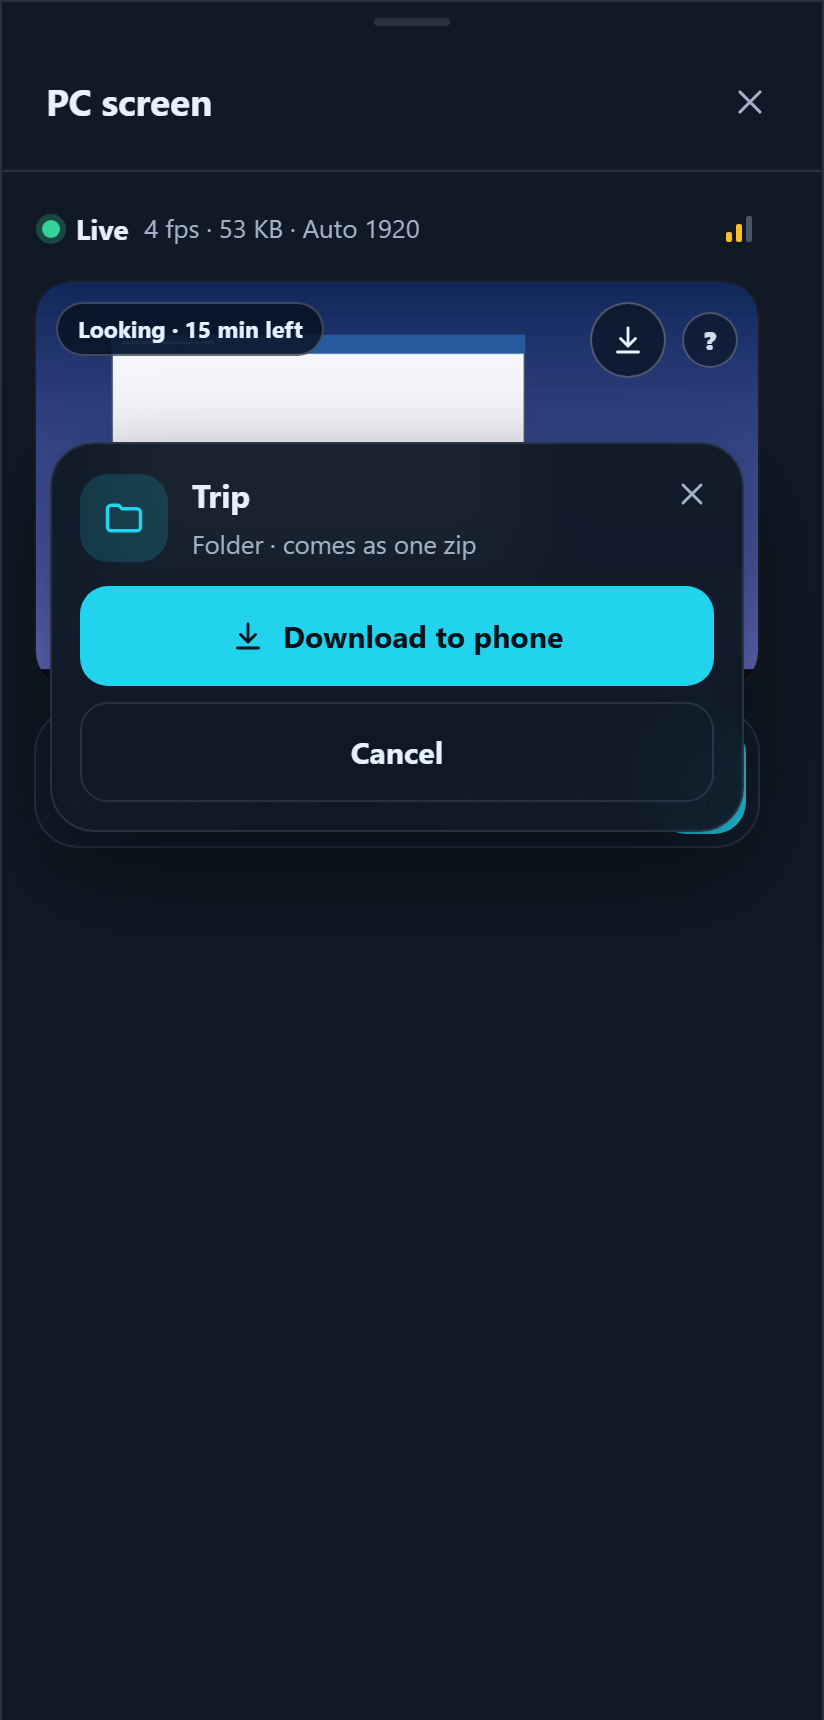 PC screen
Live 4 fps · 53 KB · Auto 1920
Looking · 15 min left
?
Trip
Folder · comes as one zip
Download to phone
Cancel